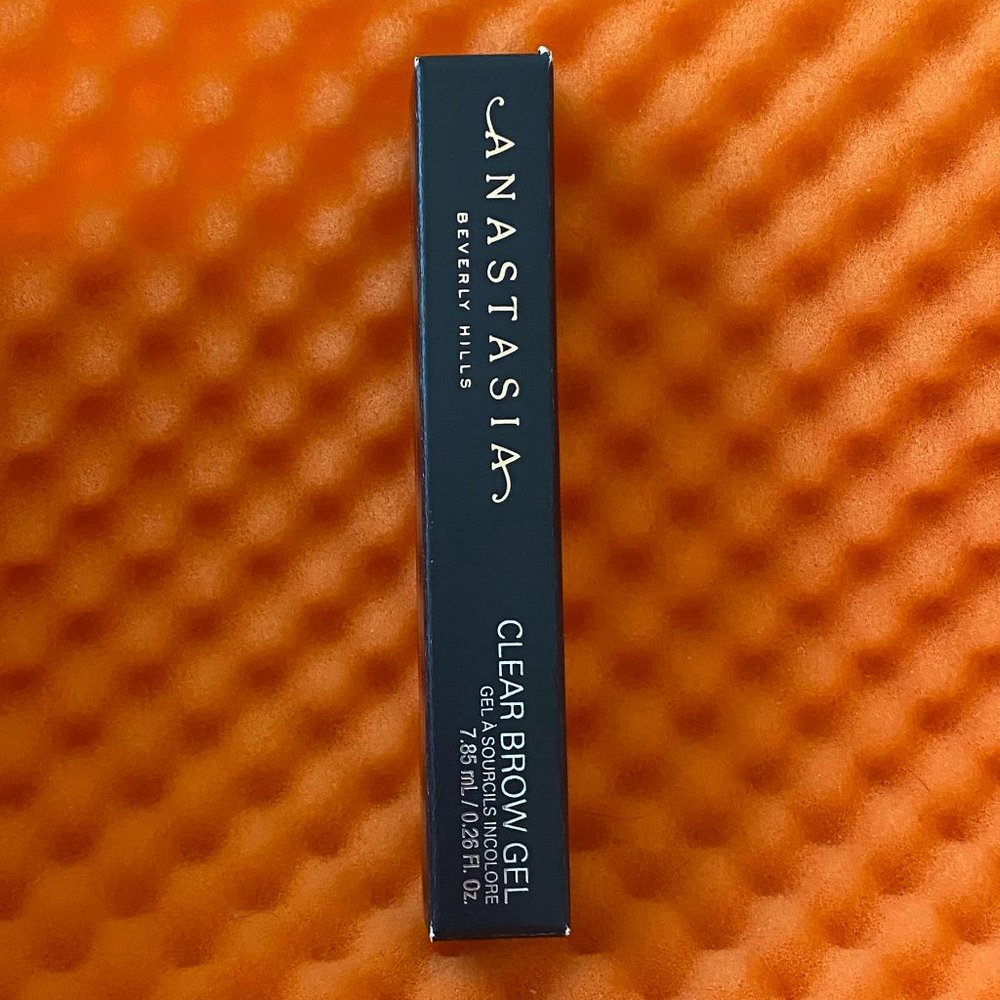 ANASTASIA
BEVERLY HILLS
CLEAR BROW GEL
GEL À SOURCILS INCOLORE
7.85 mL / 0.26 Fl. Oz.